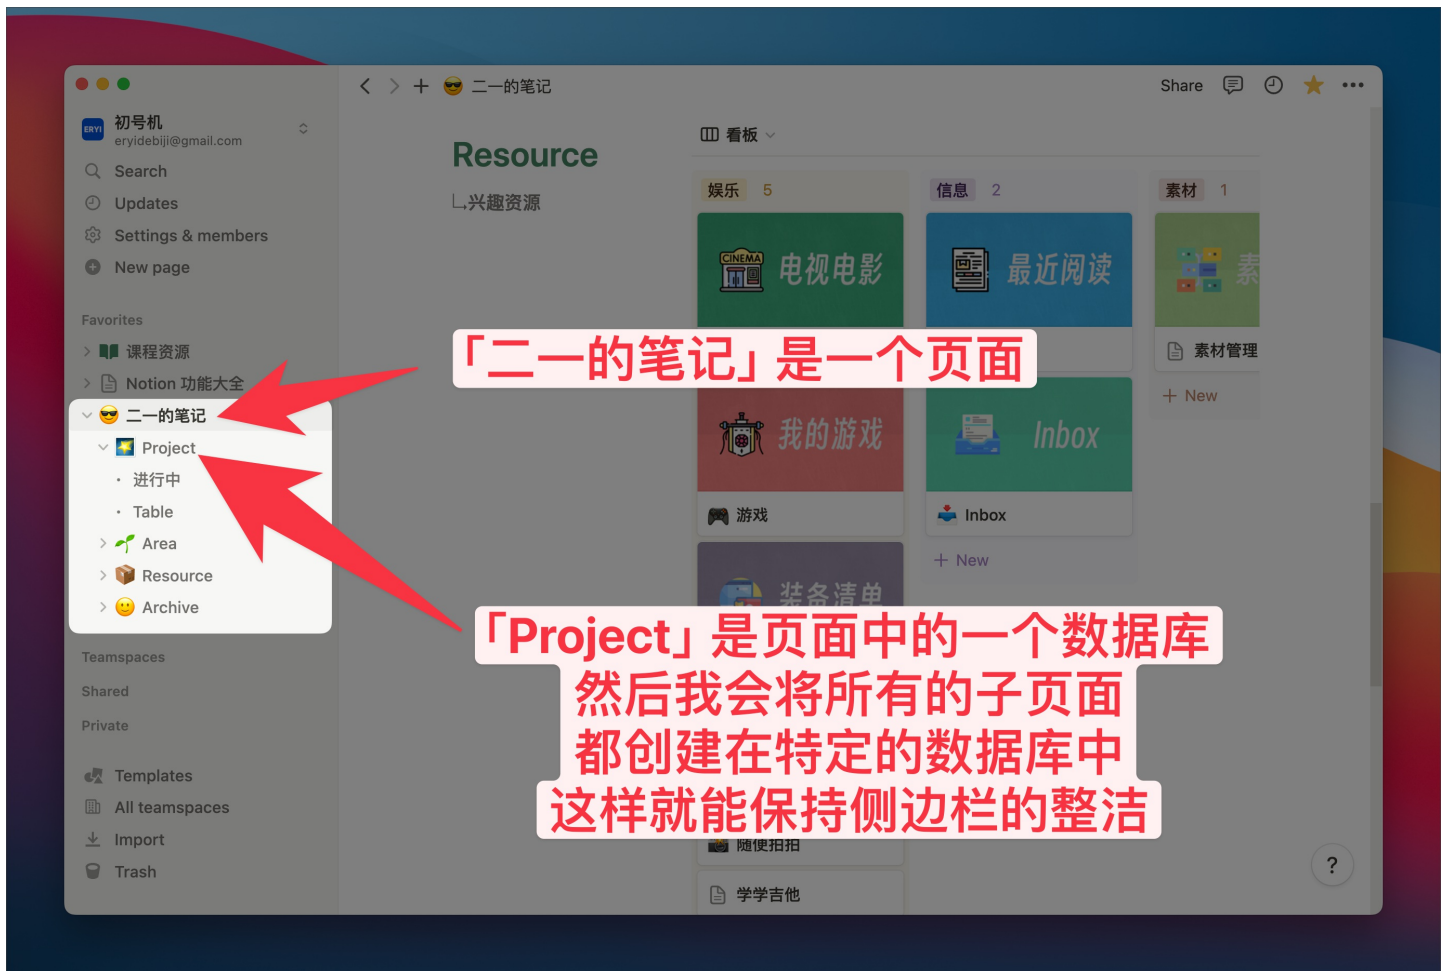 二一的笔记
Share
ERYI
初号机
eryidebiji@gmail.com
Search
Updates
Settings & members
New page
Favorites
课程资源
Notion 功能大全
二一的笔记
Project
进行中
Table
Area
Resource
Archive
Teamspaces
Shared
Private
Templates
All teamspaces
Import
Trash
Resource
兴趣资源
看板
娱乐 5
CINEMA
电视电影
我的游戏
游戏
装备清单
随便拍拍
学学吉他
信息 2
最近阅读
Inbox
Inbox
New
素材 1
素
素材管理
New
「二一的笔记」是一个页面
「Project」是页面中的一个数据库
然后我会将所有的子页面
都创建在特定的数据库中
这样就能保持侧边栏的整洁
?